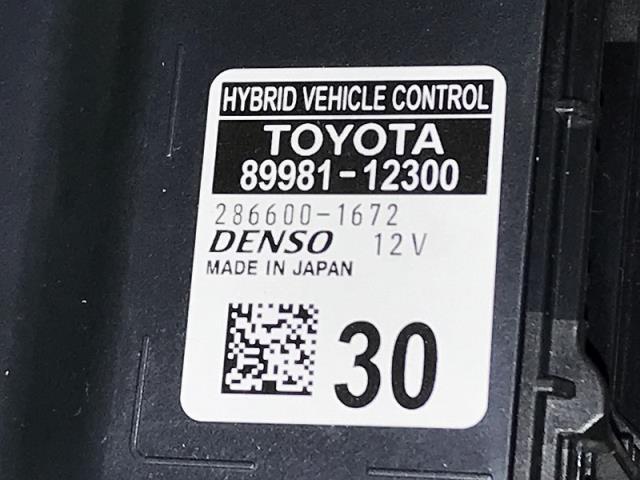 HYBRID VEHICLE CONTROL
TOYOTA
89981-12300
286600-1672
DENSO 12V
MADE IN JAPAN
30